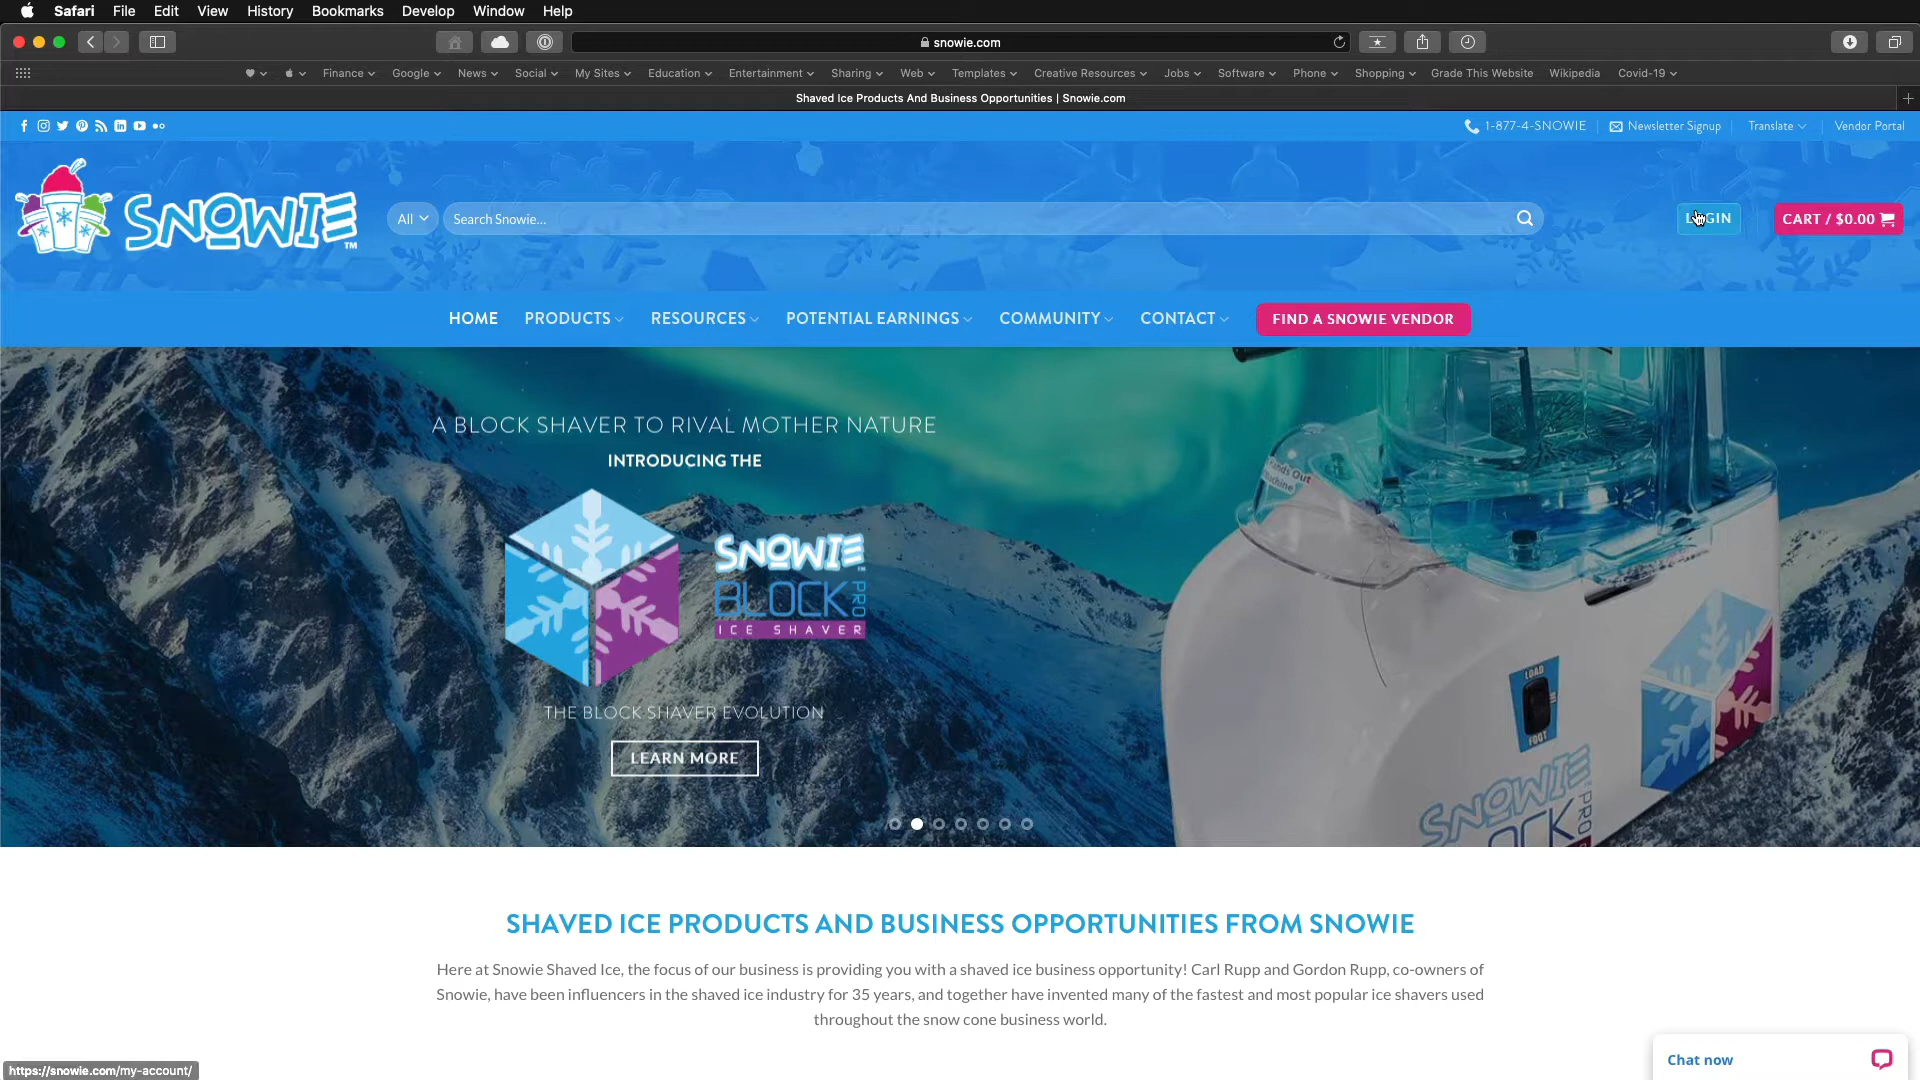 Safari File Edit View History Bookmarks Develop Window Help
snowie.com
Finance Google News Social My Sites Education Entertainment Sharing Web Templates Creative Resources Jobs Software Phone Shopping Grade This Website Wikipedia Covid-19
Shaved Ice Products And Business Opportunities | Snowie.com
1-877-4-SNOWIE Newsletter Signup Translate Vendor Portal
SNOWIE™
All Search Snowie... LOGIN CART / $0.00
HOME PRODUCTS RESOURCES POTENTIAL EARNINGS COMMUNITY CONTACT FIND A SNOWIE VENDOR
A BLOCK SHAVER TO RIVAL MOTHER NATURE
INTRODUCING THE
SNOWIE
BLOCK PRO
ICE SHAVER
THE BLOCK SHAVER EVOLUTION
LEARN MORE
Hands Out
Machine
LOAD
FOOT
SNOWIE
BLOCK PRO
SHAVED ICE PRODUCTS AND BUSINESS OPPORTUNITIES FROM SNOWIE
Here at Snowie Shaved Ice, the focus of our business is providing you with a shaved ice business opportunity! Carl Rupp and Gordon Rupp, co-owners of
Snowie, have been influencers in the shaved ice industry for 35 years, and together have invented many of the fastest and most popular ice shavers used
throughout the snow cone business world.
Chat now
https://snowie.com/my-account/